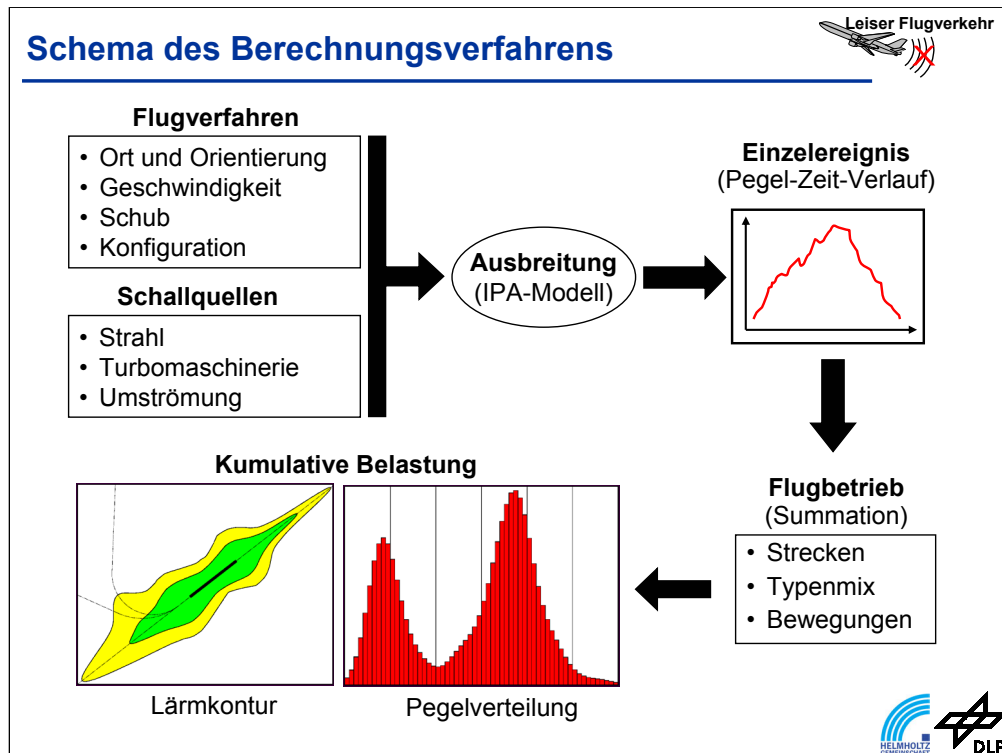 Schema des Berechnungsverfahrens
Leiser Flugverkehr
Flugverfahren
• Ort und Orientierung
• Geschwindigkeit
• Schub
• Konfiguration
Schallquellen
• Strahl
• Turbomaschinerie
• Umströmung
Ausbreitung
(IPA-Modell)
Einzelereignis
(Pegel-Zeit-Verlauf)
Flugbetrieb
(Summation)
• Strecken
• Typenmix
• Bewegungen
Kumulative Belastung
Lärmkontur
Pegelverteilung
HELMHOLTZ
GEMEINSCHAFT
DLR